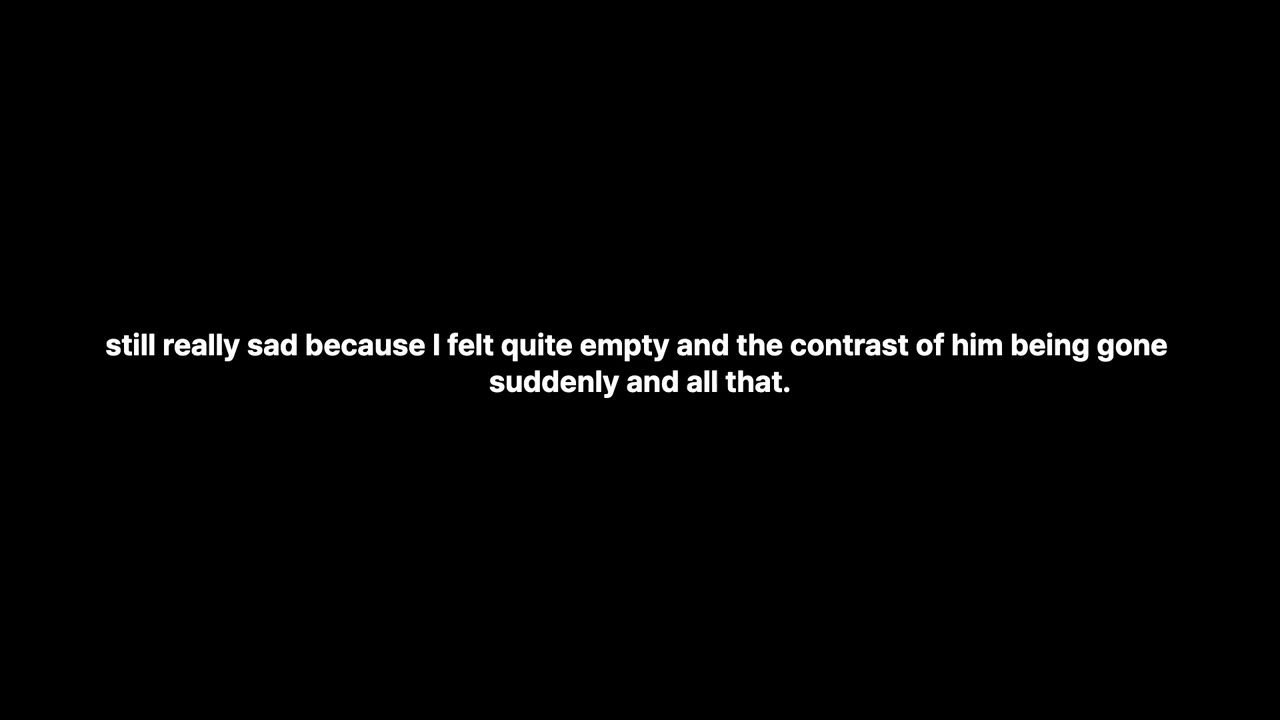 still really sad because I felt quite empty and the contrast of him being gone
suddenly and all that.